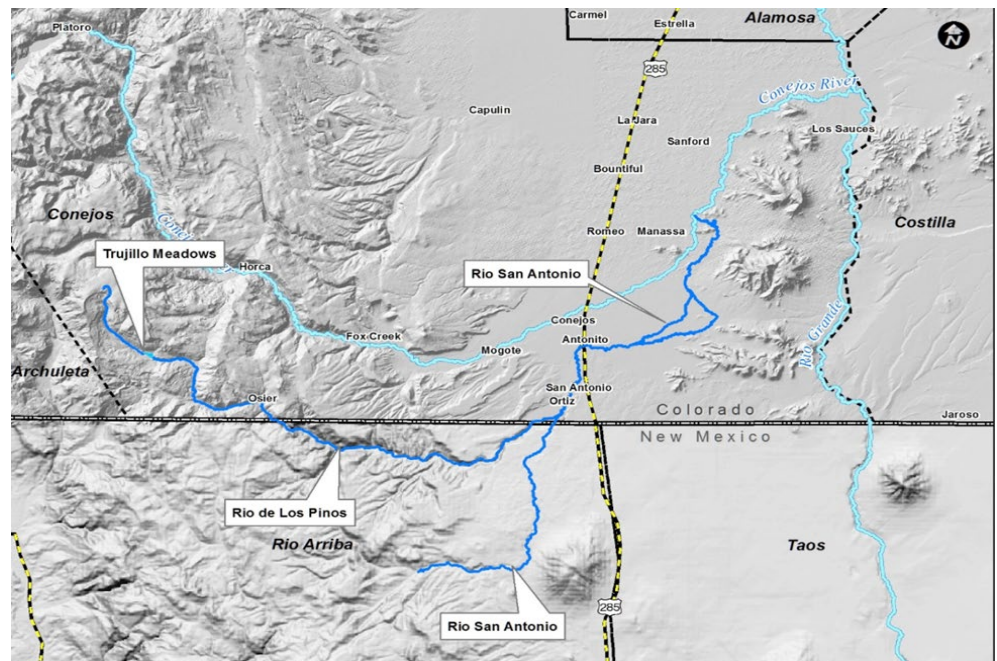 Carmel
Alamosa
Estrella
Platoro
N
285
Conejos River
Capulin
La Jara
Los Sauces
Sanford
Bountiful
Conejos
Costilla
Romeo
Manassa
Trujillo Meadows
Horca
Rio San Antonio
Conejos
Fox Creek
Antonito
Mogote
Rio Grande
Archuleta
San Antonio
Osier
Ortiz
Colorado
Jaroso
New Mexico
Rio de Los Pinos
Rio Arriba
Taos
285
Rio San Antonio